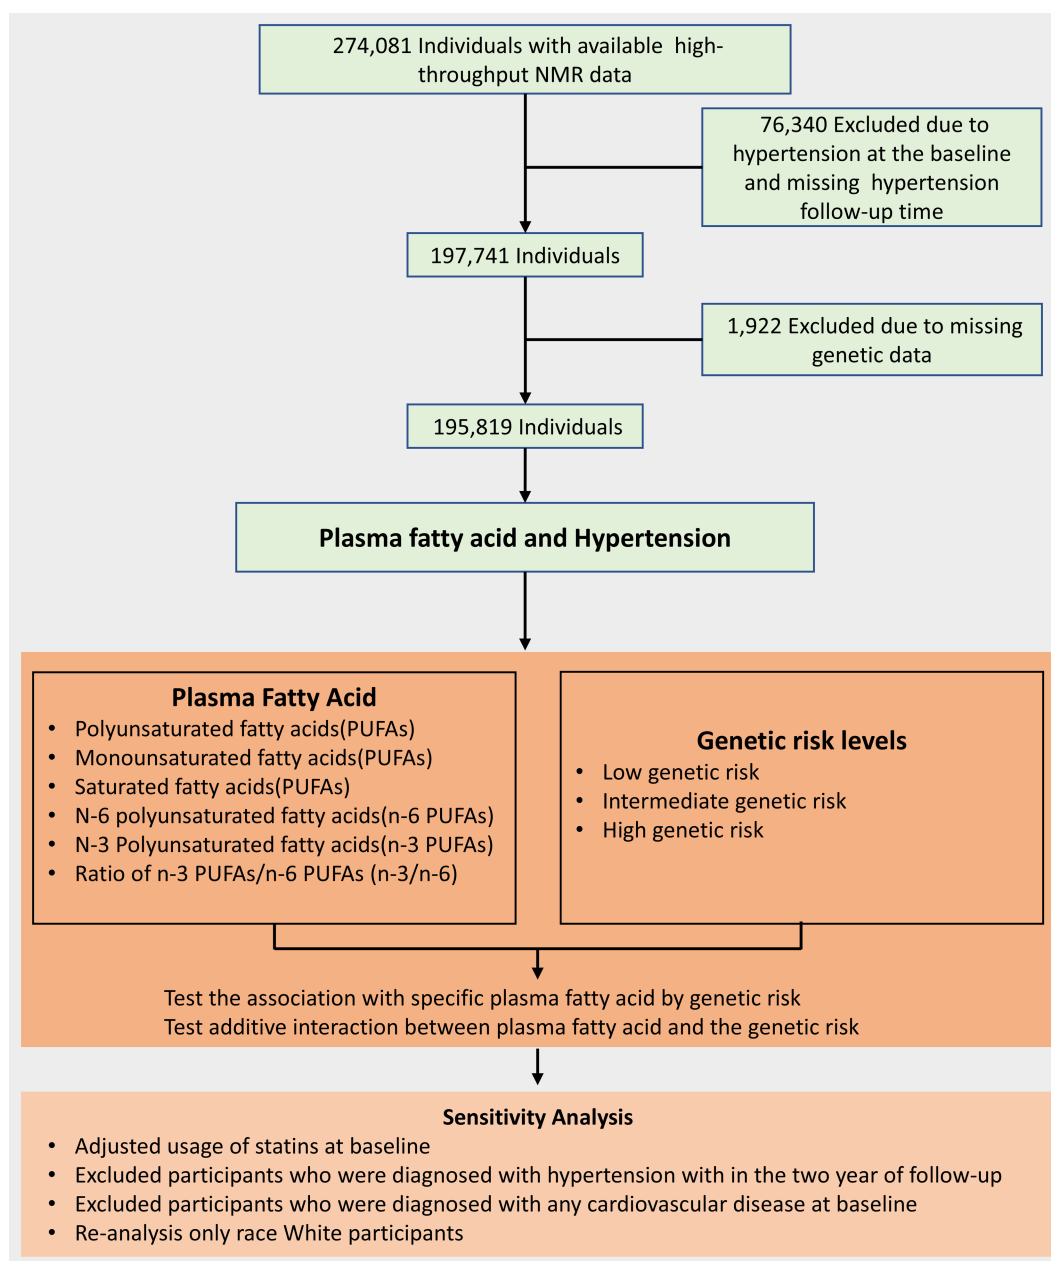 274,081 Individuals with available  high-
throughput NMR data
76,340 Excluded due to
hypertension at the baseline
and missing  hypertension
follow-up time
197,741 Individuals
1,922 Excluded due to missing
genetic data
195,819 Individuals
Plasma fatty acid and Hypertension
Plasma Fatty Acid
• Polyunsaturated fatty acids(PUFAs)
• Monounsaturated fatty acids(PUFAs)
• Saturated fatty acids(PUFAs)
• N-6 polyunsaturated fatty acids(n-6 PUFAs)
• N-3 Polyunsaturated fatty acids(n-3 PUFAs)
• Ratio of n-3 PUFAs/n-6 PUFAs (n-3/n-6)
Genetic risk levels
• Low genetic risk
• Intermediate genetic risk
• High genetic risk
Test the association with specific plasma fatty acid by genetic risk
Test additive interaction between plasma fatty acid and the genetic risk
Sensitivity Analysis
• Adjusted usage of statins at baseline
• Excluded participants who were diagnosed with hypertension with in the two year of follow-up
• Excluded participants who were diagnosed with any cardiovascular disease at baseline
• Re-analysis only race White participants